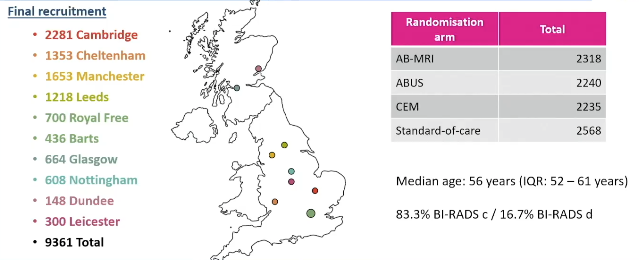 Final recruitment
• 2281 Cambridge
• 1353 Cheltenham
• 1653 Manchester
• 1218 Leeds
• 700 Royal Free
• 436 Barts
• 664 Glasgow
• 608 Nottingham
• 148 Dundee
• 300 Leicester
• 9361 Total
Randomisation arm Total
AB-MRI 2318
ABUS 2240
CEM 2235
Standard-of-care 2568
Median age: 56 years (IQR: 52 – 61 years)
83.3% BI-RADS c / 16.7% BI-RADS d